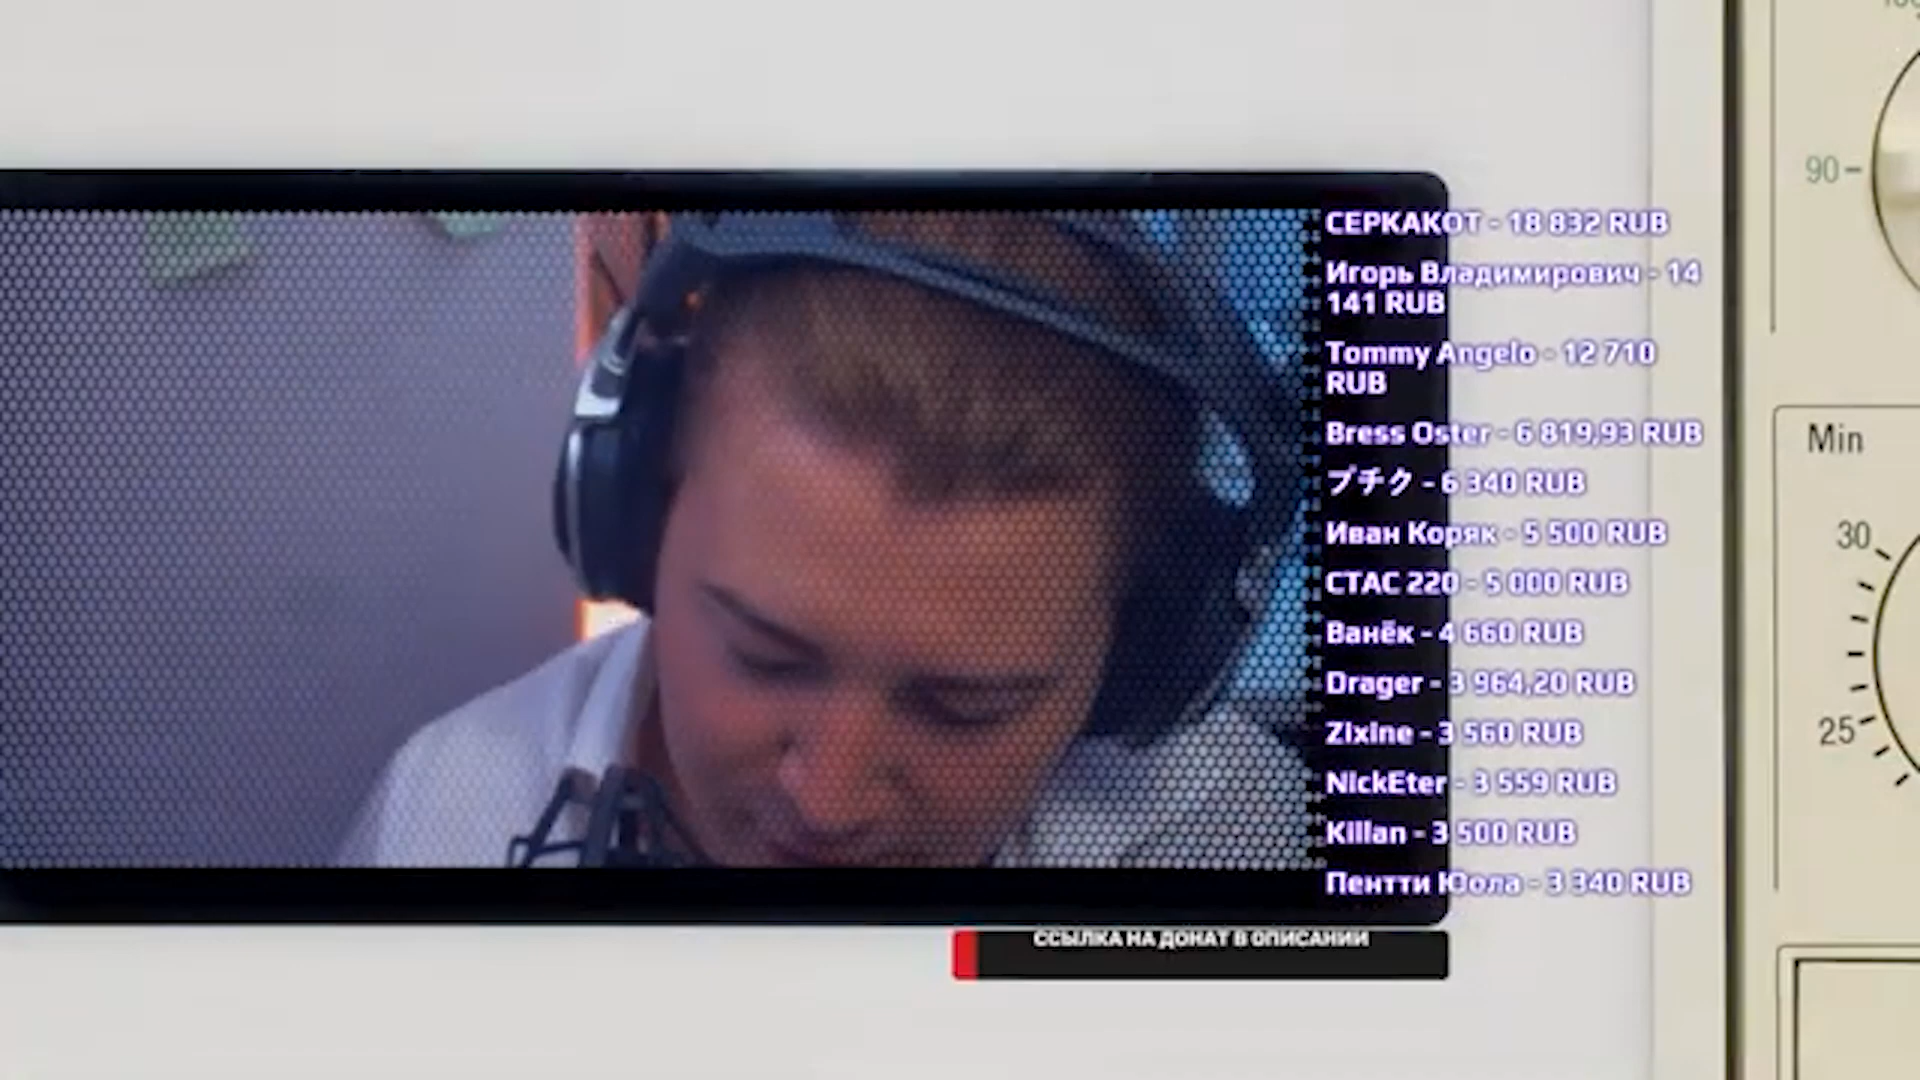 90
СЕРКАКОТ - 18 832 RUB
Игорь Владимирович - 14
141 RUB
Tommy Angelo - 12 710
RUB
Bress Oster - 6 819,93 RUB
プチク - 6 340 RUB
Иван Коряк - 5 500 RUB
СТАС 220 - 5 000 RUB
Ванёк - 4 660 RUB
Drager - 3 964,20 RUB
Zixine - 3 560 RUB
NickEter - 3 559 RUB
Killan - 3 500 RUB
Пентти Юола - 3 340 RUB
ССЫЛКА НА ДОНАТ В ОПИСАНИИ
Min
30
25